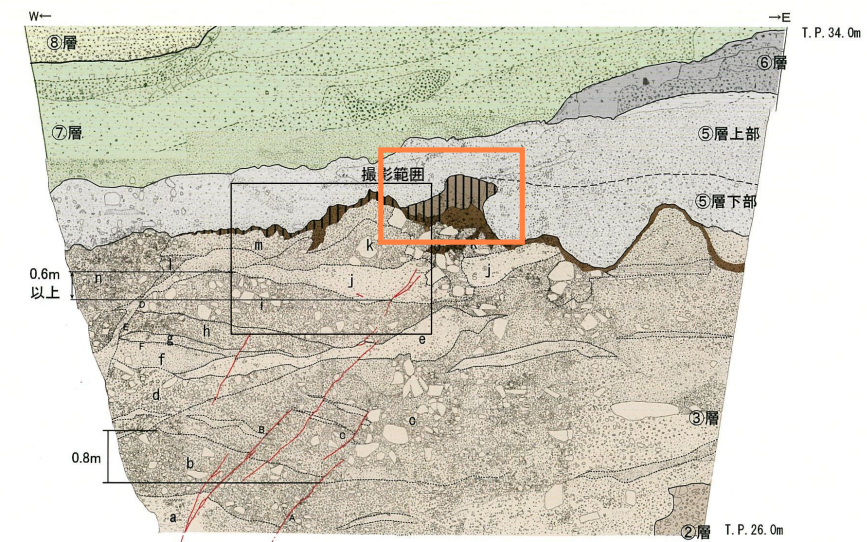 W←
→E
T.P.34.0m
⑧層
⑥層
⑦層
⑤層上部
撮影範囲
⑤層下部
m
k
l
n
j
j
0.6m
以上
i
D
E
h
g
F
e
f
d
③層
B
C
o
0.8m
b
a
A
②層
T.P.26.0m